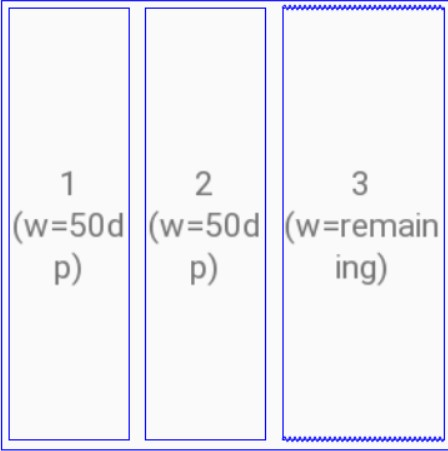 1
(w=50d
p)
2
(w=50d
p)
3
(w=remain
ing)